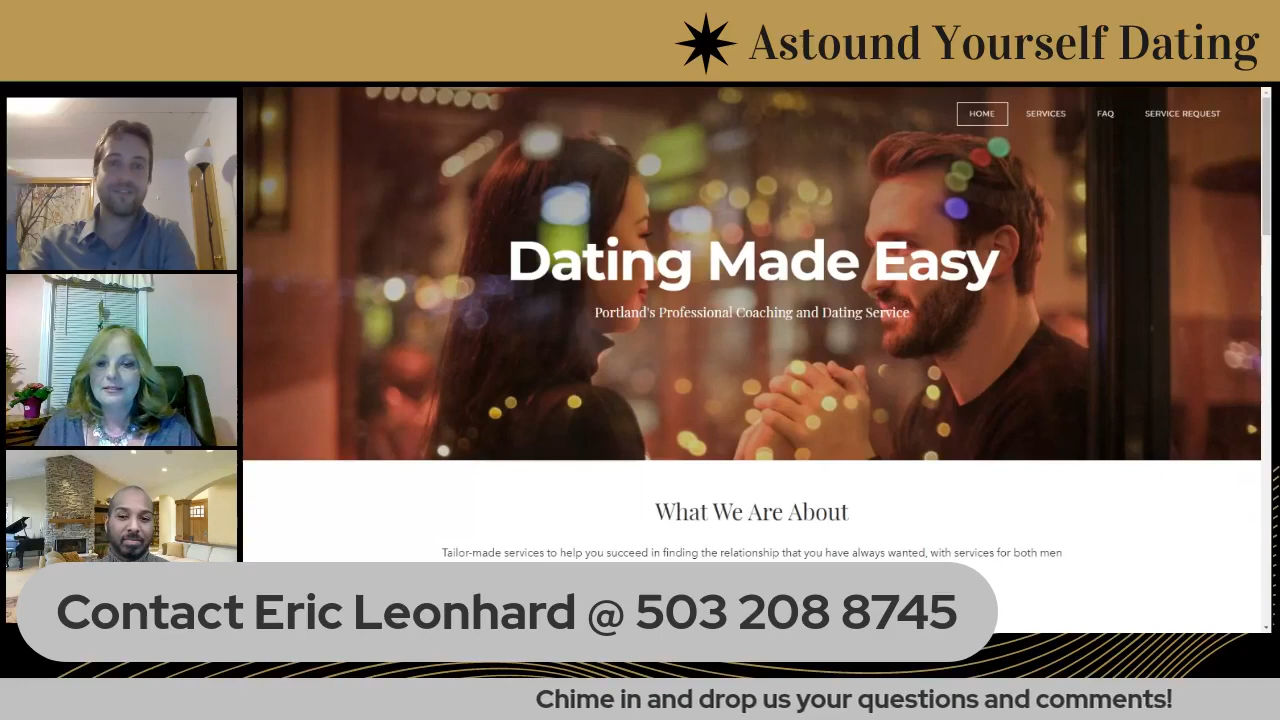 Astound Yourself Dating
HOME SERVICES FAQ SERVICE REQUEST
Dating Made Easy
Portland's Professional Coaching and Dating Service
What We Are About
Tailor-made services to help you succeed in finding the relationship that you have always wanted, with services for both men
Contact Eric Leonhard @ 503 208 8745
Chime in and drop us your questions and comments!